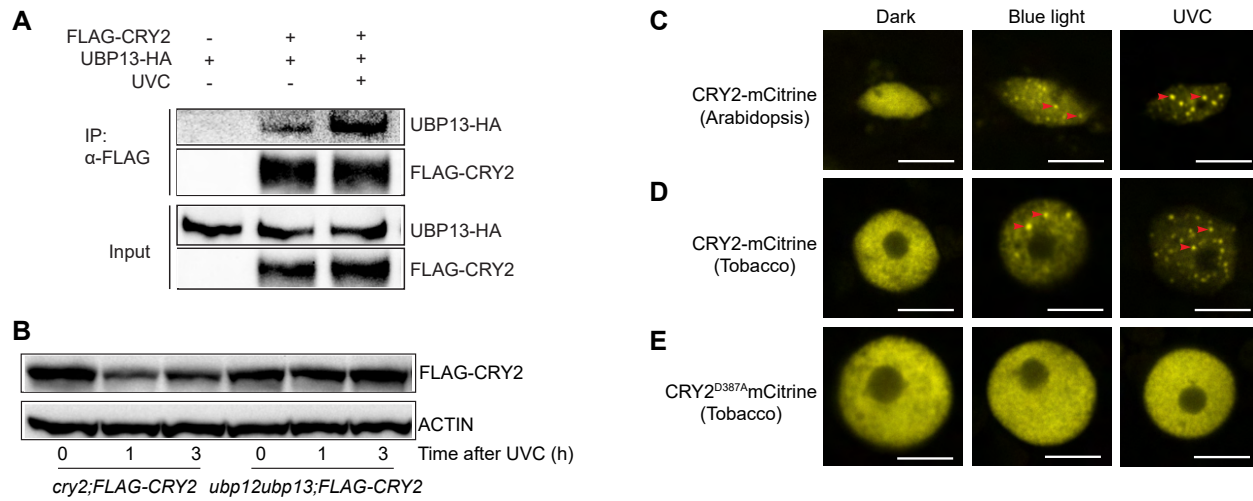 A
FLAG-CRY2 - + +
UBP13-HA + + +
UVC - - +
IP:
α-FLAG
UBP13-HA
FLAG-CRY2
Input
UBP13-HA
FLAG-CRY2
B
FLAG-CRY2
ACTIN
0 1 3 0 1 3 Time after UVC (h)
cry2;FLAG-CRY2 ubp12ubp13;FLAG-CRY2
Dark Blue light UVC
C
CRY2-mCitrine
(Arabidopsis)
D
CRY2-mCitrine
(Tobacco)
E
CRY2D387AmCitrine
(Tobacco)